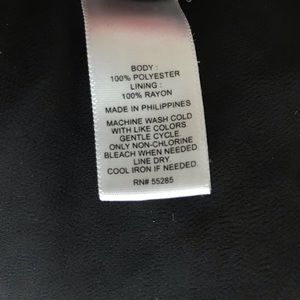 BODY :
100% POLYESTER
LINING :
100% RAYON
MADE IN PHILIPPINES
MACHINE WASH COLD
WITH LIKE COLORS.
GENTLE CYCLE.
ONLY NON-CHLORINE
BLEACH WHEN NEEDED.
LINE DRY.
COOL IRON IF NEEDED.
RN# 55285